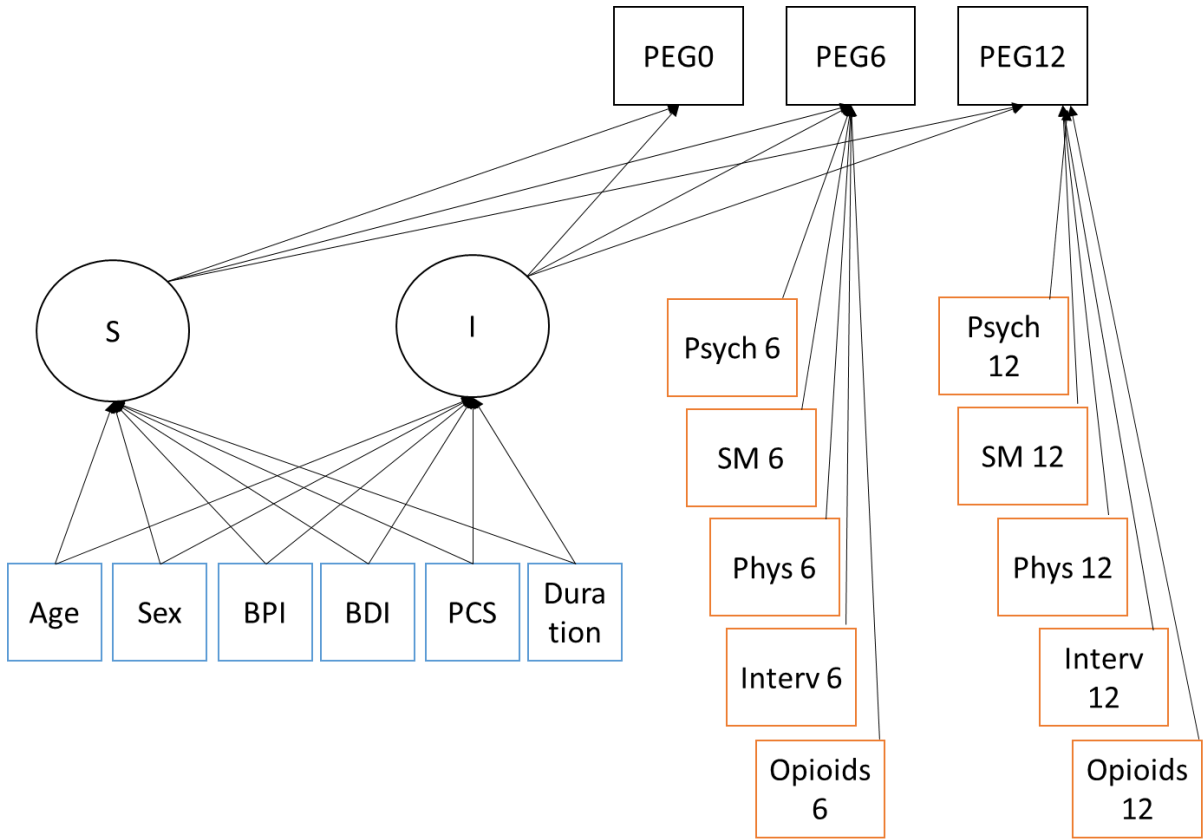 PEG0
PEG6
PEG12
S
I
Psych 6
Psych
12
SM 6
SM 12
Phys 6
Phys 12
Age
Sex
BPI
BDI
PCS
Dura
tion
Interv 6
Interv
12
Opioids
6
Opioids
12